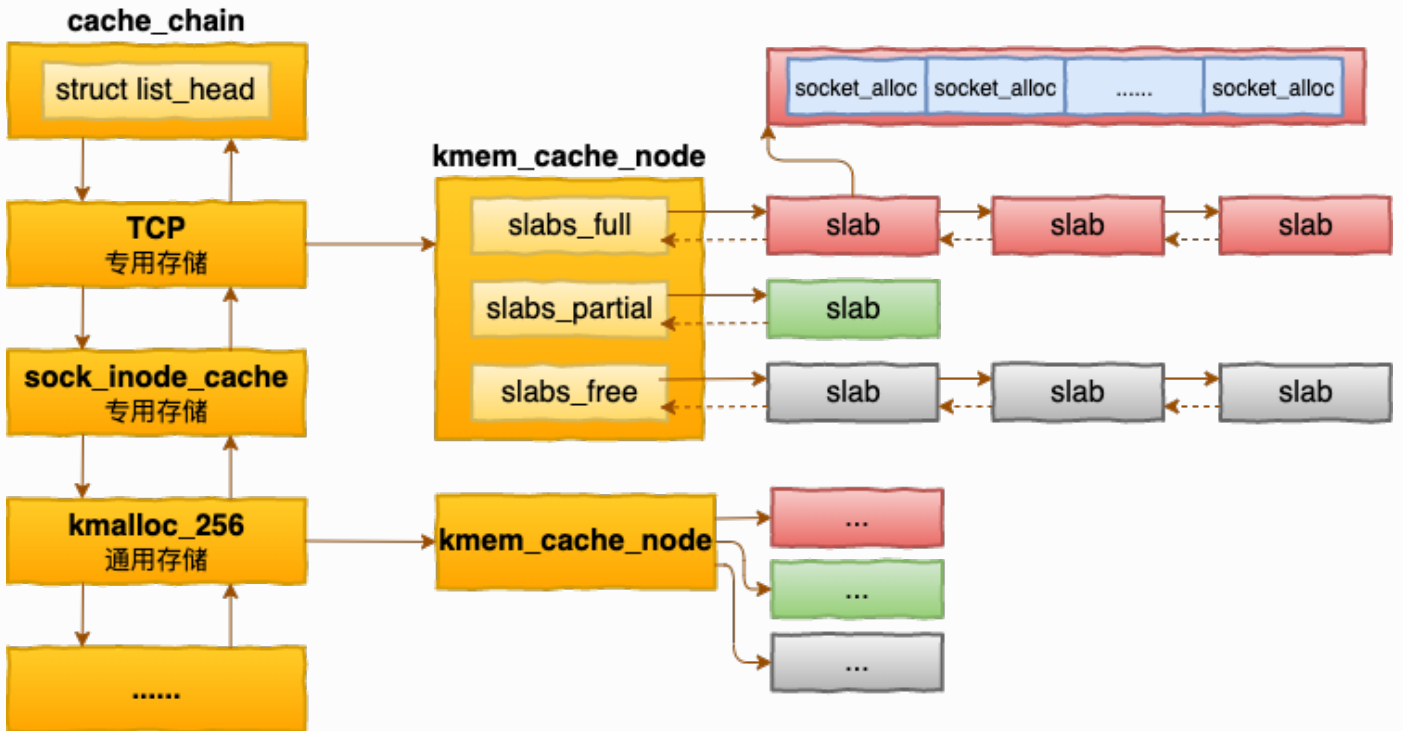 cache_chain
struct list_head
TCP
专用存储
sock_inode_cache
专用存储
kmalloc_256
通用存储
......
kmem_cache_node
slabs_full
slabs_partial
slabs_free
socket_alloc
socket_alloc
......
socket_alloc
slab
slab
slab
slab
slab
slab
slab
kmem_cache_node
...
...
...